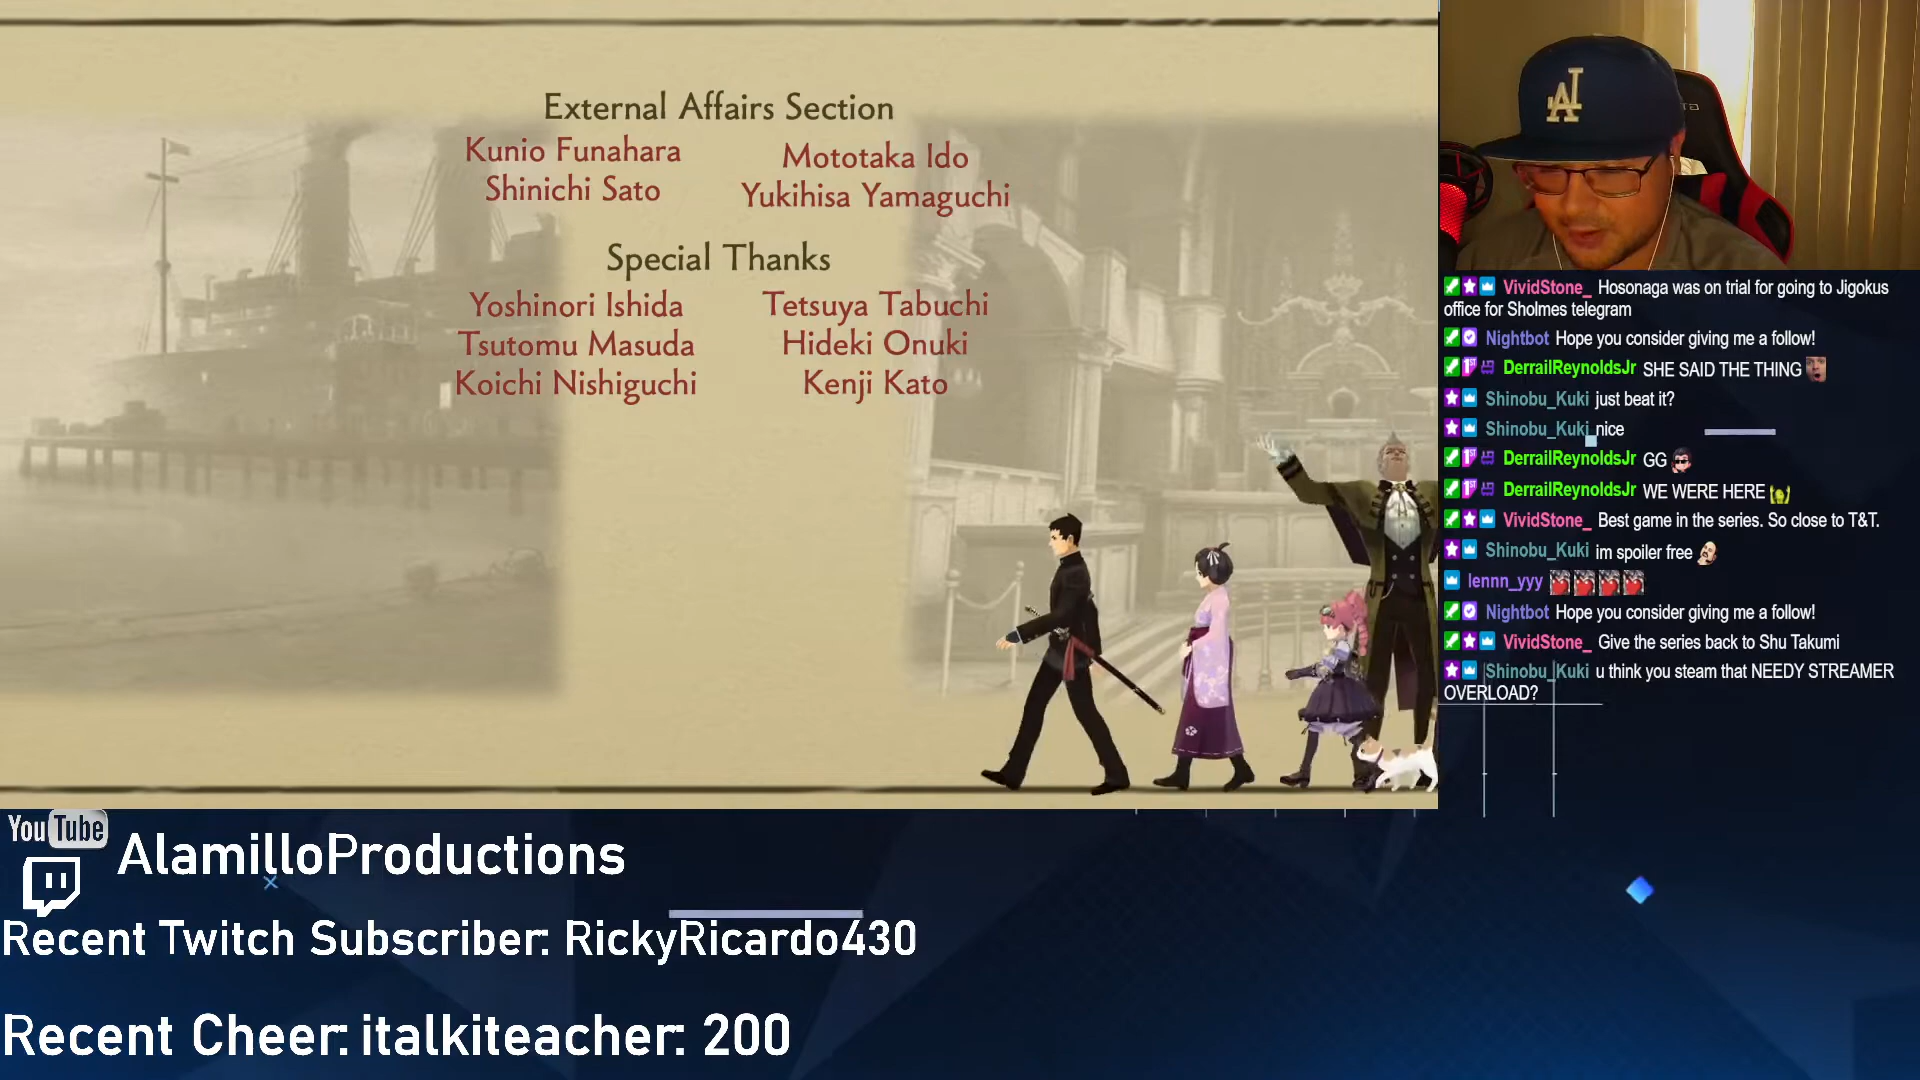 External Affairs Section
Kunio Funahara
Mototaka Ido
Shinichi Sato
Yukihisa Yamaguchi
Special Thanks
Yoshinori Ishida
Tetsuya Tabuchi
Tsutomu Masuda
Hideki Onuki
Koichi Nishiguchi
Kenji Kato
LA
VividStone_ Hosonaga was on trial for going to Jigokus
office for Sholmes telegram
Nightbot Hope you consider giving me a follow!
DerrailReynoldsJr SHE SAID THE THING
Shinobu_Kuki just beat it?
Shinobu_Kuki nice
DerrailReynoldsJr GG
DerrailReynoldsJr WE WERE HERE
VividStone_ Best game in the series. So close to T&T.
Shinobu_Kuki im spoiler free
lennn_yyy
Nightbot Hope you consider giving me a follow!
VividStone_ Give the series back to Shu Takumi
Shinobu_Kuki u think you steam that NEEDY STREAMER
OVERLOAD?
YouTube
AlamilloProductions
Recent Twitch Subscriber: RickyRicardo430
Recent Cheer: italkiteacher: 200